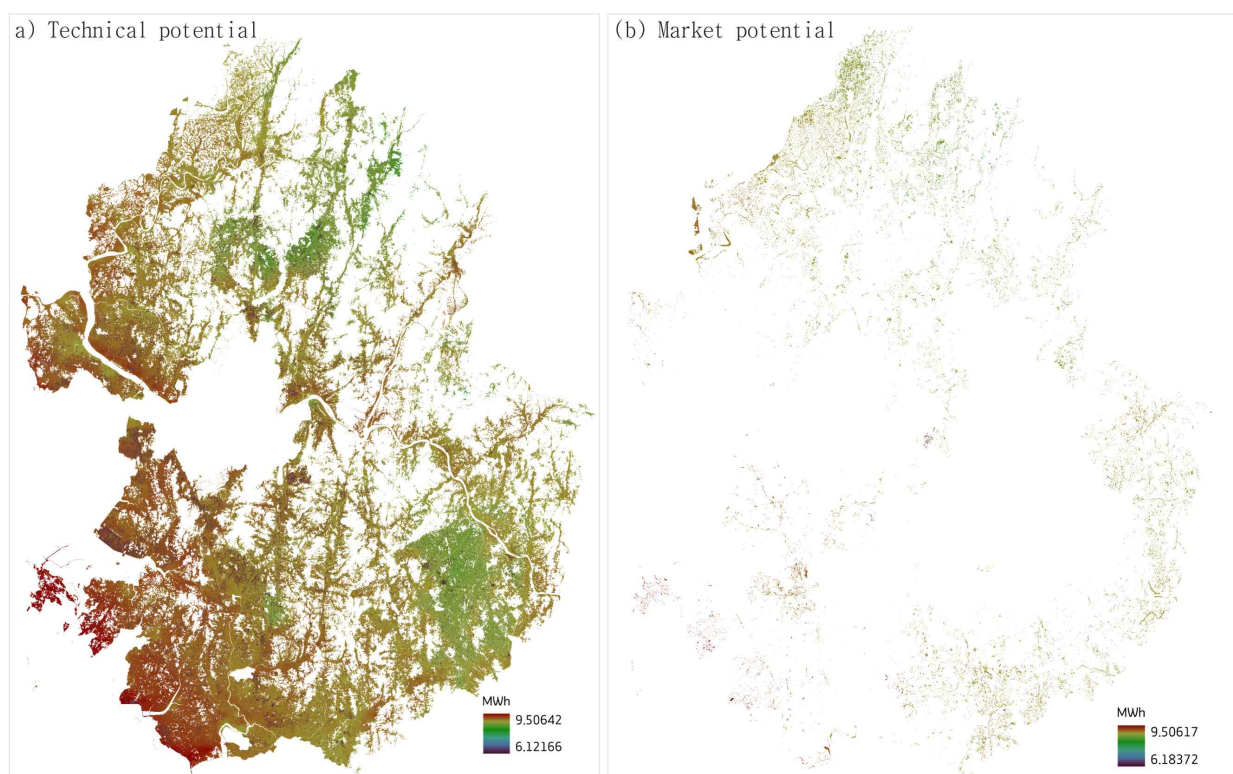 a) Technical potential
(b) Market potential
MWh
9.50642
6.12166
MWh
9.50617
6.18372